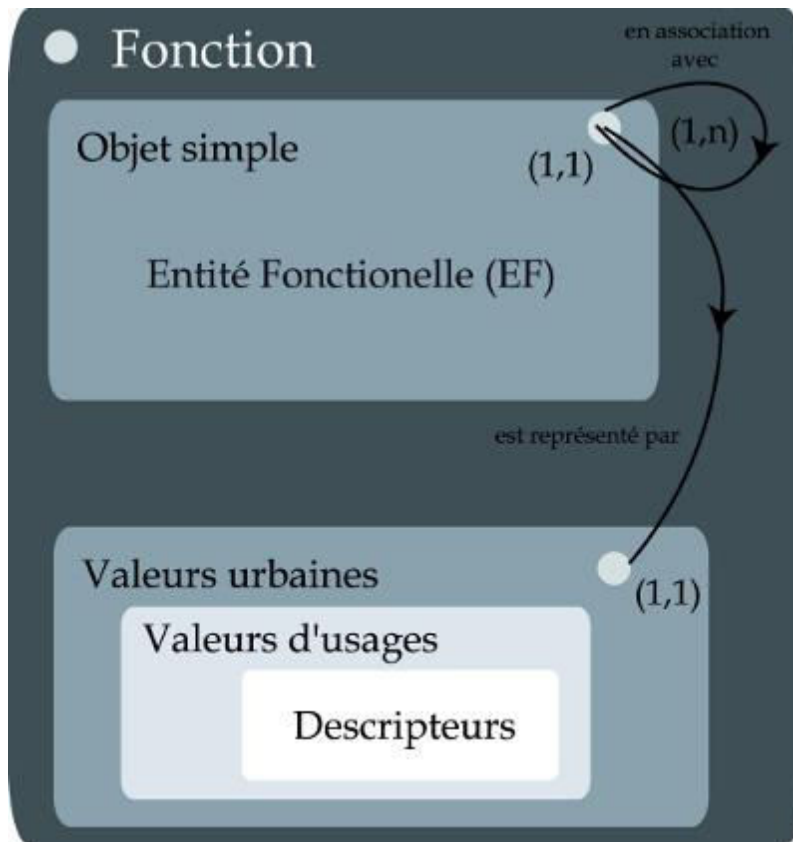 Fonction
en association
avec
Objet simple
(1,n)
(1,1)
Entité Fonctionelle (EF)
est représenté par
Valeurs urbaines
(1,1)
Valeurs d'usages
Descripteurs